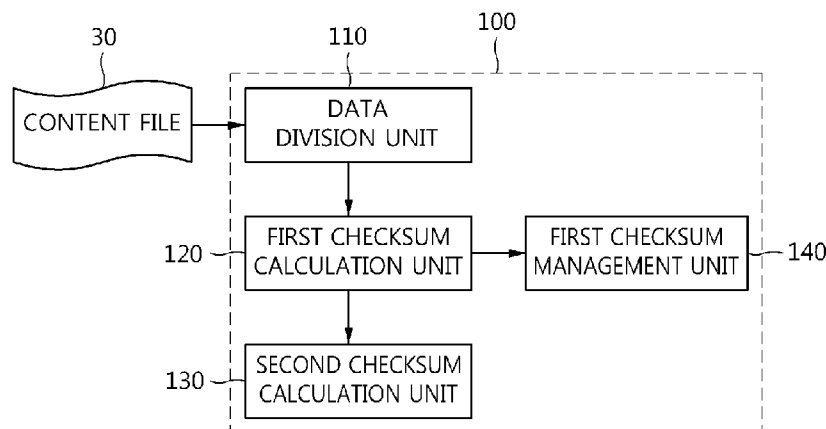 30
110
100
CONTENT FILE
DATA
DIVISION UNIT
120
FIRST CHECKSUM
CALCULATION UNIT
FIRST CHECKSUM
MANAGEMENT UNIT
140
130
SECOND CHECKSUM
CALCULATION UNIT